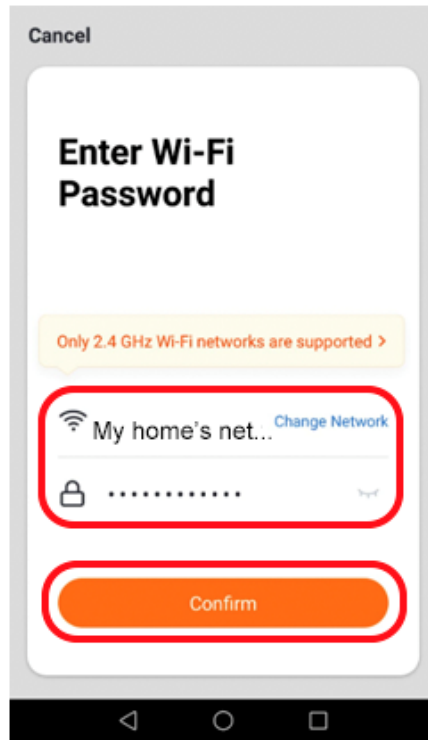 Cancel
Enter Wi-Fi
Password
Only 2.4 GHz Wi-Fi networks are supported >
My home's net... Change Network
............
Confirm